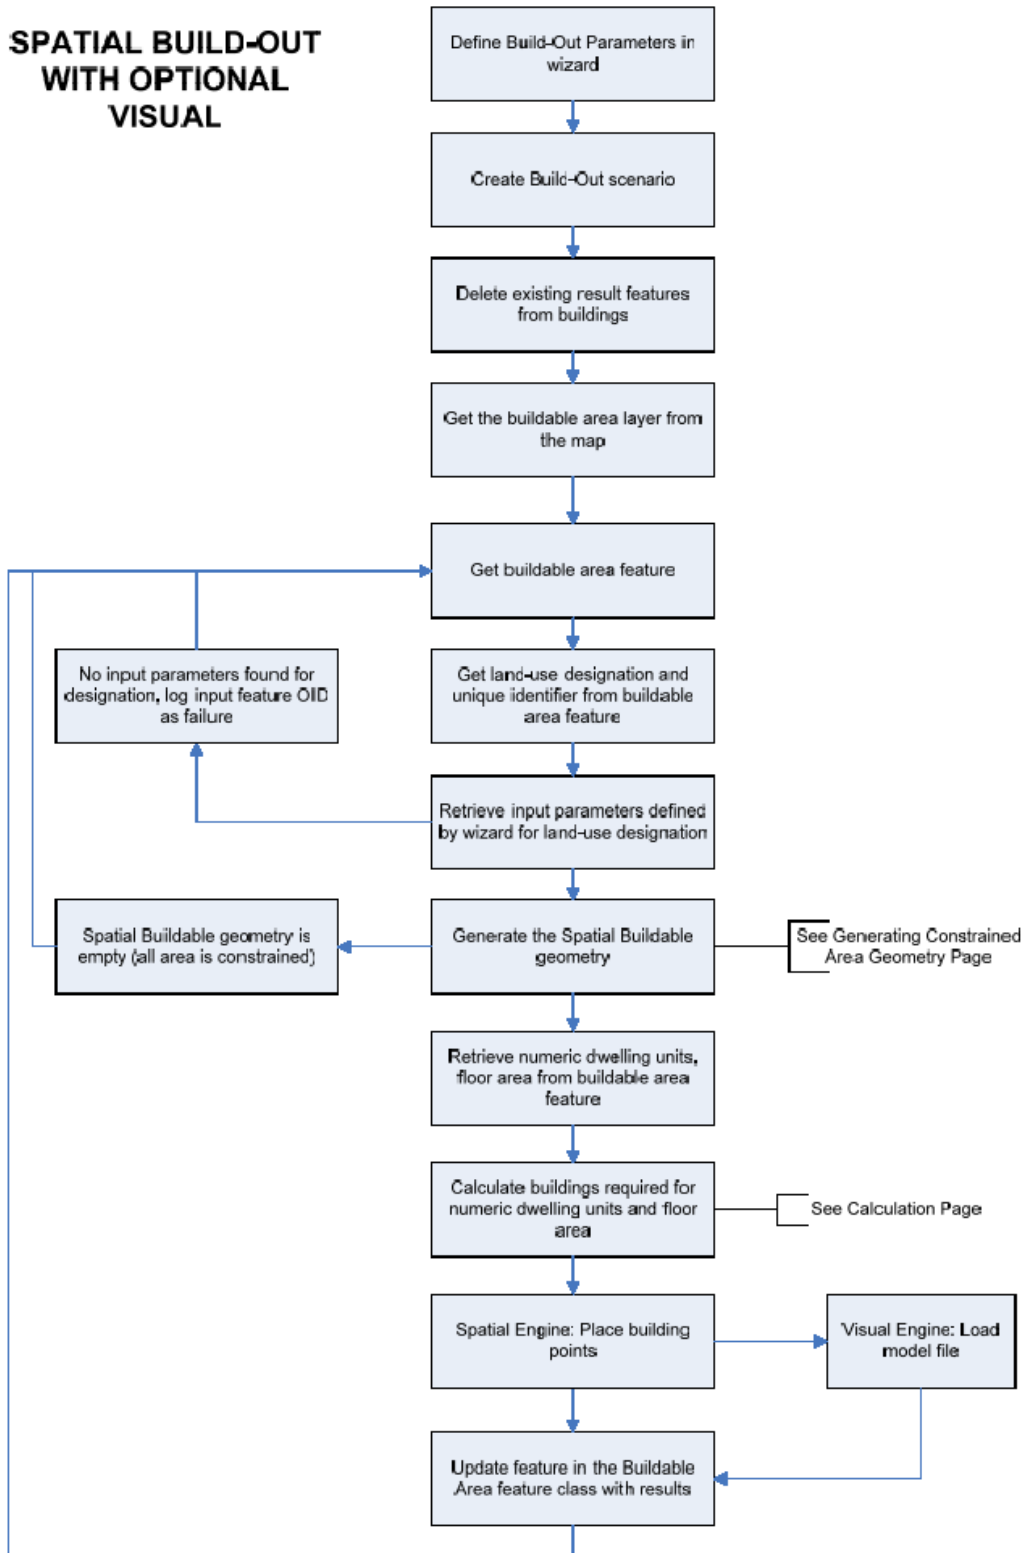 SPATIAL BUILD-OUT
WITH OPTIONAL
VISUAL
Define Build-Out Parameters in
wizard
Create Build-Out scenario
Delete existing result features
from buildings
Get the buildable area layer from
the map
Get buildable area feature
No input parameters found for
designation, log input feature OIID
as failure
Get land-use designation and
unique identifier from buildable
area feature
Retrieve input parameters defined
by wizard for land-use designation
Spatial Buildable geometry is
empty (all area is constrained)
Generate the Spatial Buildable
geometry
See Generating Constrained
Area Geometry Page
Retrieve numeric dwelling units,
floor area from buildable area
feature
Calculate buildings required for
numeric dwelling units and floor
area
See Calculation Page
Spatial Engine: Place building
points
Visual Engine: Load
model file
Update feature in the Buildable
Area feature class with results